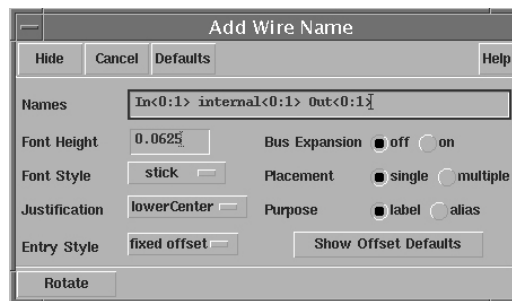 Add Wire Name
Hide Cancel Defaults Help
Names In<0:1> internal<0:1> Out<0:1>
Font Height 0.0625 Bus Expansion off on
Font Style stick Placement single multiple
Justification lowerCenter Purpose label alias
Entry Style fixed offset Show Offset Defaults
Rotate